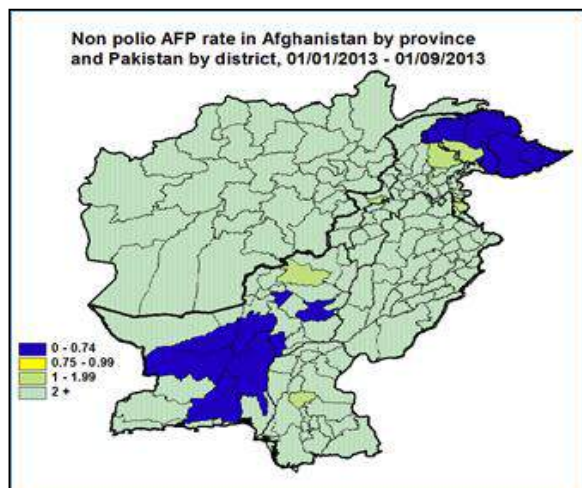 Non polio AFP rate in Afghanistan by province
and Pakistan by district, 01/01/2013 - 01/09/2013
0 - 0.74
0.75 - 0.99
1 - 1.99
2 +